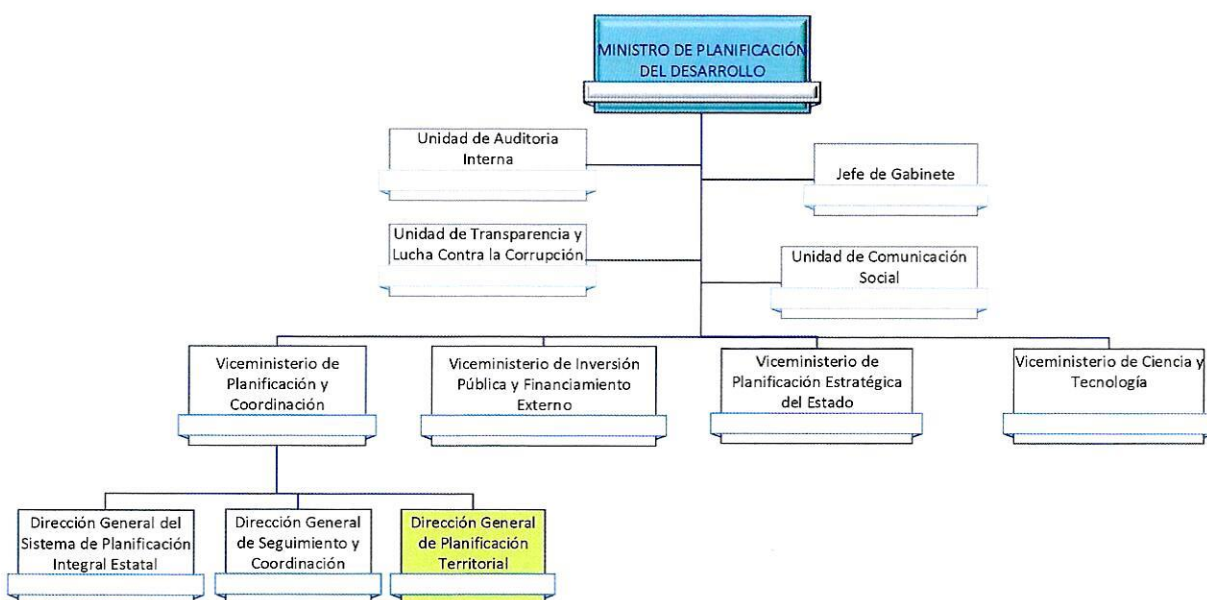 MINISTRO DE PLANIFICACIÓN
DEL DESARROLLO
Unidad de Auditoria
Interna
Jefe de Gabinete
Unidad de Transparencia y
Lucha Contra la Corrupción
Unidad de Comunicación
Social
Viceministerio de
Planificación y
Coordinación
Viceministerio de Inversión
Pública y Financiamiento
Externo
Viceministerio de
Planificación Estratégica
del Estado
Viceministerio de Ciencia y
Tecnología
Dirección General del
Sistema de Planificación
Integral Estatal
Dirección General
de Seguimiento y
Coordinación
Dirección General
de Planificación
Territorial